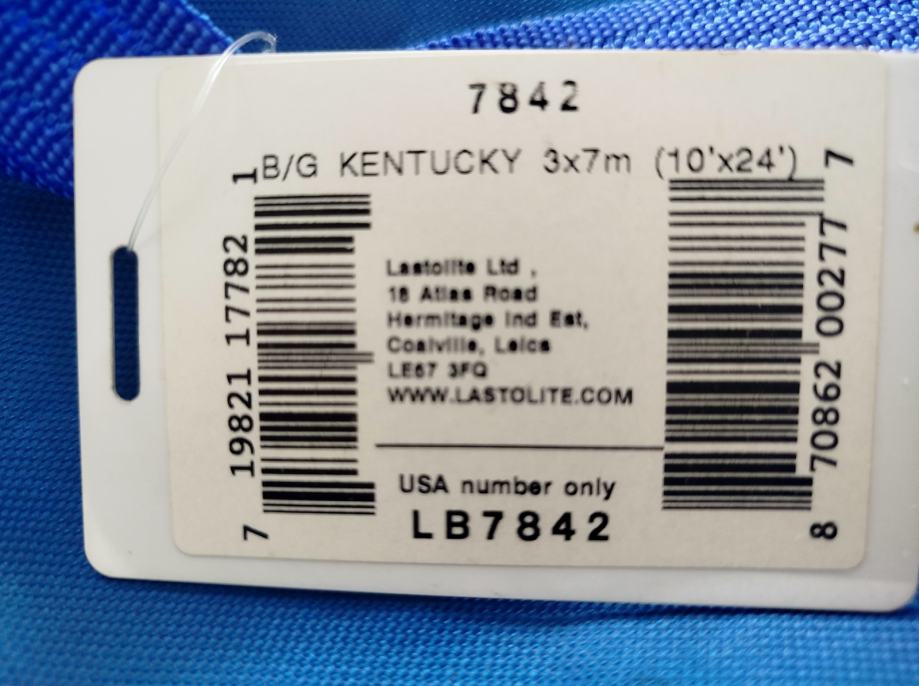 7842
B/G KENTUCKY 3x7m (10'x24')
7 19821 17782 1
Lastolite Ltd ,
18 Atlas Road
Hermitage Ind Est,
Coalville, Leics
LE67 3FQ
WWW.LASTOLITE.COM
8 70862 00277 7
USA number only
LB7842